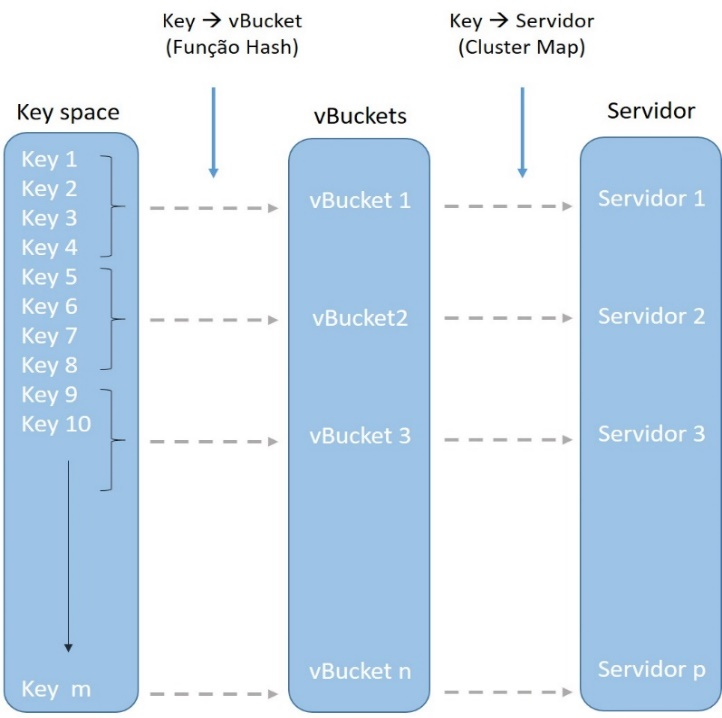 Key → vBucket
(Função Hash)
Key → Servidor
(Cluster Map)
Key space
vBuckets
Servidor
Key 1
Key 2
Key 3
Key 4
Key 5
Key 6
Key 7
Key 8
Key 9
Key 10
Key m
vBucket 1
vBucket2
vBucket 3
vBucket n
Servidor 1
Servidor 2
Servidor 3
Servidor p